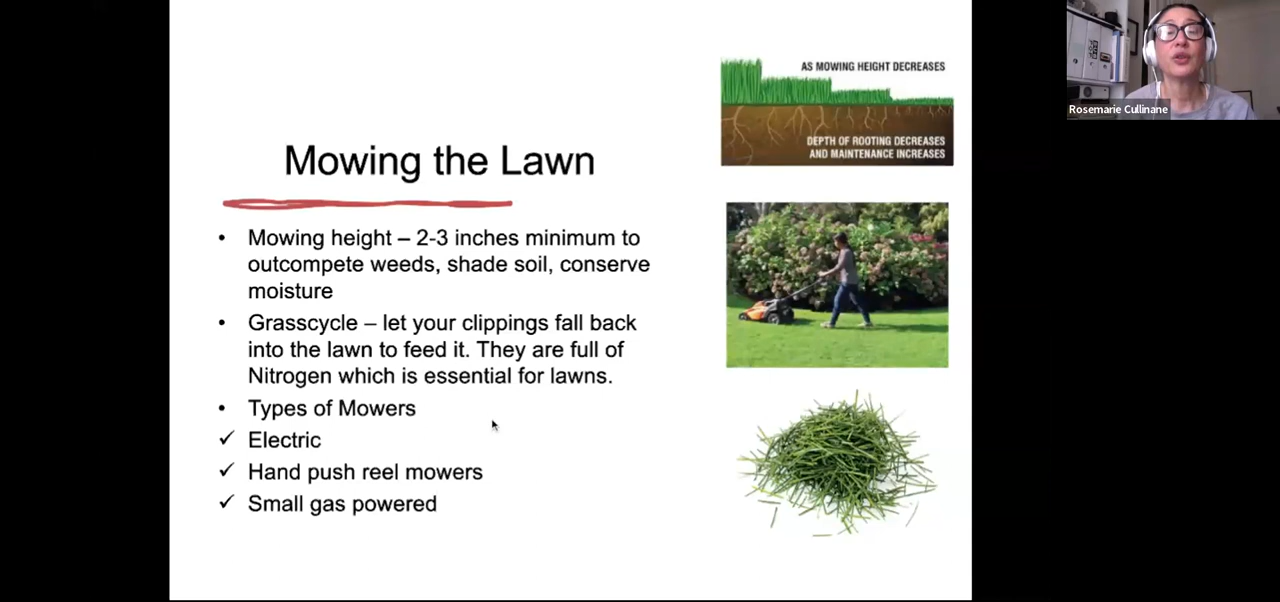 AS MOWING HEIGHT DECREASES
DEPTH OF ROOTING DECREASES
AND MAINTENANCE INCREASES
Mowing the Lawn
• Mowing height – 2-3 inches minimum to
outcompete weeds, shade soil, conserve
moisture
• Grasscycle – let your clippings fall back
into the lawn to feed it. They are full of
Nitrogen which is essential for lawns.
• Types of Mowers
✓ Electric
✓ Hand push reel mowers
✓ Small gas powered
Rosemarie Cullinane